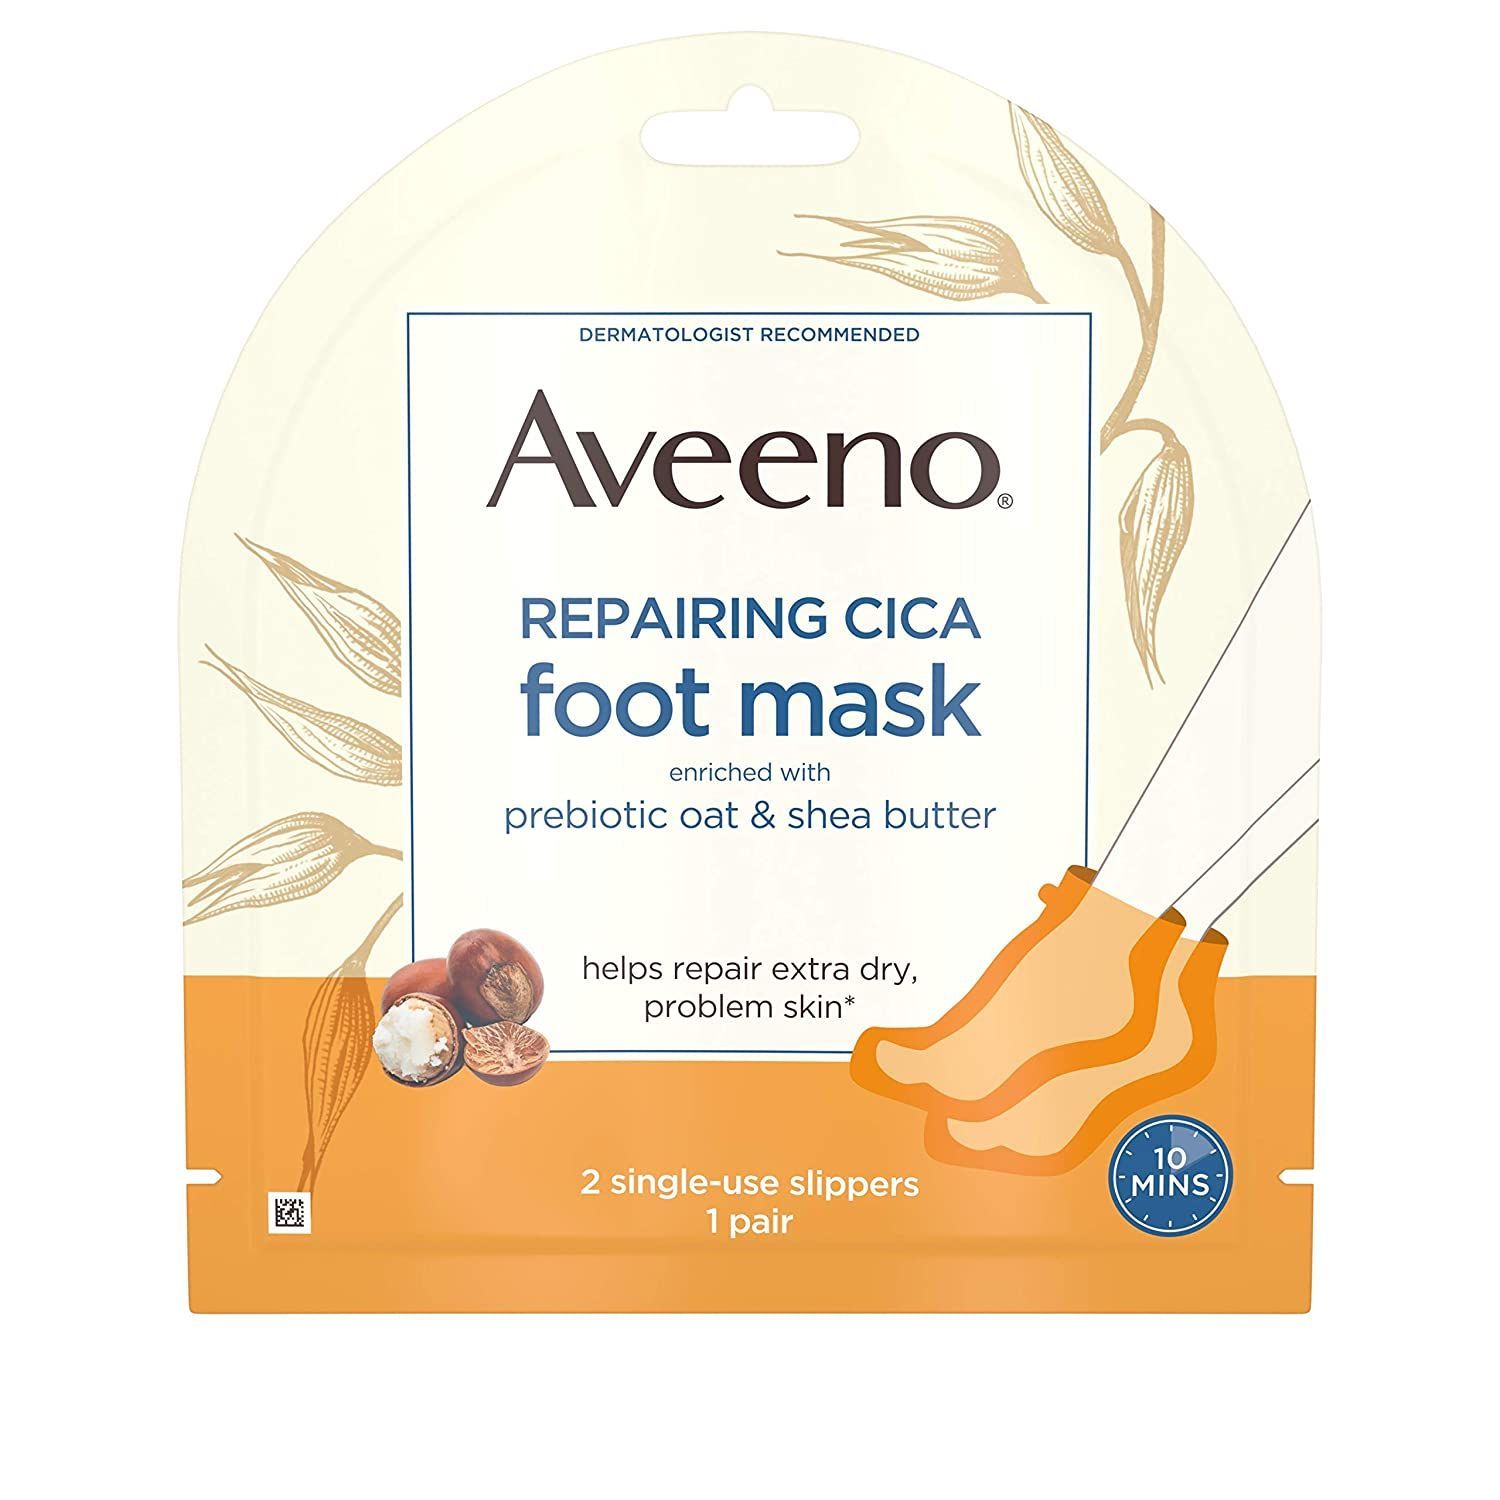 DERMATOLOGIST RECOMMENDED
Aveeno®
REPAIRING CICA
foot mask
enriched with
prebiotic oat & shea butter
helps repair extra dry,
problem skin*
2 single-use slippers
1 pair
10
MINS